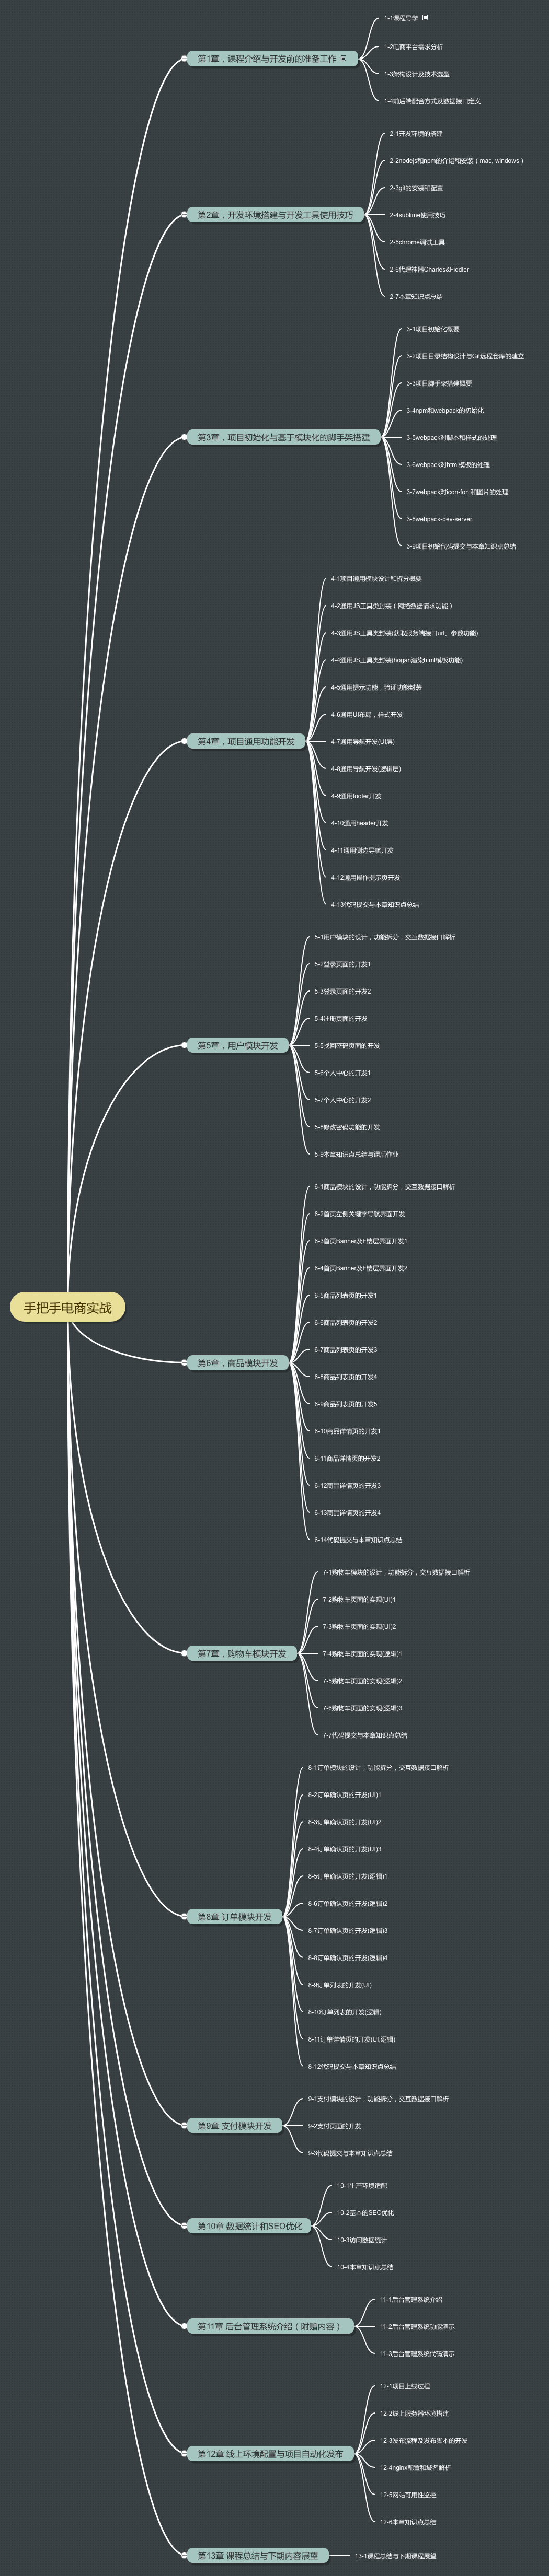 手把手电商实战
第1章，课程介绍与开发前的准备工作
1-1课程导学
1-2电商平台需求分析
1-3架构设计及技术选型
1-4前后端配合方式及数据接口定义
第2章，开发环境搭建与开发工具使用技巧
2-1开发环境的搭建
2-2nodejs和npm的介绍和安装（mac, windows）
2-3git的安装和配置
2-4sublime使用技巧
2-5chrome调试工具
2-6代理神器Charles&Fiddler
2-7本章知识点总结
第3章，项目初始化与基于模块化的脚手架搭建
3-1项目初始化概要
3-2项目目录结构设计与Git远程仓库的建立
3-3项目脚手架搭建概要
3-4npm和webpack的初始化
3-5webpack对脚本和样式的处理
3-6webpack对html模板的处理
3-7webpack对icon-font和图片的处理
3-8webpack-dev-server
3-9项目初始代码提交与本章知识点总结
第4章，项目通用功能开发
4-1项目通用模块设计和拆分概要
4-2通用JS工具类封装（网络数据请求功能）
4-3通用JS工具类封装(获取服务端接口url、参数功能)
4-4通用JS工具类封装(hogan渲染html模板功能)
4-5通用提示功能，验证功能封装
4-6通用UI布局，样式开发
4-7通用导航开发(UI层)
4-8通用导航开发(逻辑层)
4-9通用footer开发
4-10通用header开发
4-11通用侧边导航开发
4-12通用操作提示页开发
4-13代码提交与本章知识点总结
第5章，用户模块开发
5-1用户模块的设计，功能拆分，交互数据接口解析
5-2登录页面的开发1
5-3登录页面的开发2
5-4注册页面的开发
5-5找回密码页面的开发
5-6个人中心的开发1
5-7个人中心的开发2
5-8修改密码功能的开发
5-9本章知识点总结与课后作业
第6章，商品模块开发
6-1商品模块的设计，功能拆分，交互数据接口解析
6-2首页左侧关键字导航界面开发
6-3首页Banner及F楼层界面开发1
6-4首页Banner及F楼层界面开发2
6-5商品列表页的开发1
6-6商品列表页的开发2
6-7商品列表页的开发3
6-8商品列表页的开发4
6-9商品列表页的开发5
6-10商品详情页的开发1
6-11商品详情页的开发2
6-12商品详情页的开发3
6-13商品详情页的开发4
6-14代码提交与本章知识点总结
第7章，购物车模块开发
7-1购物车模块的设计，功能拆分，交互数据接口解析
7-2购物车页面的实现(UI)1
7-3购物车页面的实现(UI)2
7-4购物车页面的实现(逻辑)1
7-5购物车页面的实现(逻辑)2
7-6购物车页面的实现(逻辑)3
7-7代码提交与本章知识点总结
第8章 订单模块开发
8-1订单模块的设计，功能拆分，交互数据接口解析
8-2订单确认页的开发(UI)1
8-3订单确认页的开发(UI)2
8-4订单确认页的开发(UI)3
8-5订单确认页的开发(逻辑)1
8-6订单确认页的开发(逻辑)2
8-7订单确认页的开发(逻辑)3
8-8订单确认页的开发(逻辑)4
8-9订单列表的开发(UI)
8-10订单列表的开发(逻辑)
8-11订单详情页的开发(UI,逻辑)
8-12代码提交与本章知识点总结
第9章 支付模块开发
9-1支付模块的设计，功能拆分，交互数据接口解析
9-2支付页面的开发
9-3代码提交与本章知识点总结
第10章 数据统计和SEO优化
10-1生产环境适配
10-2基本的SEO优化
10-3访问数据统计
10-4本章知识点总结
第11章 后台管理系统介绍（附赠内容）
11-1后台管理系统介绍
11-2后台管理系统功能演示
11-3后台管理系统代码演示
第12章 线上环境配置与项目自动化发布
12-1项目上线过程
12-2线上服务器环境搭建
12-3发布流程及发布脚本的开发
12-4nginx配置和域名解析
12-5网站可用性监控
12-6本章知识点总结
第13章 课程总结与下期内容展望
13-1课程总结与下期课程展望